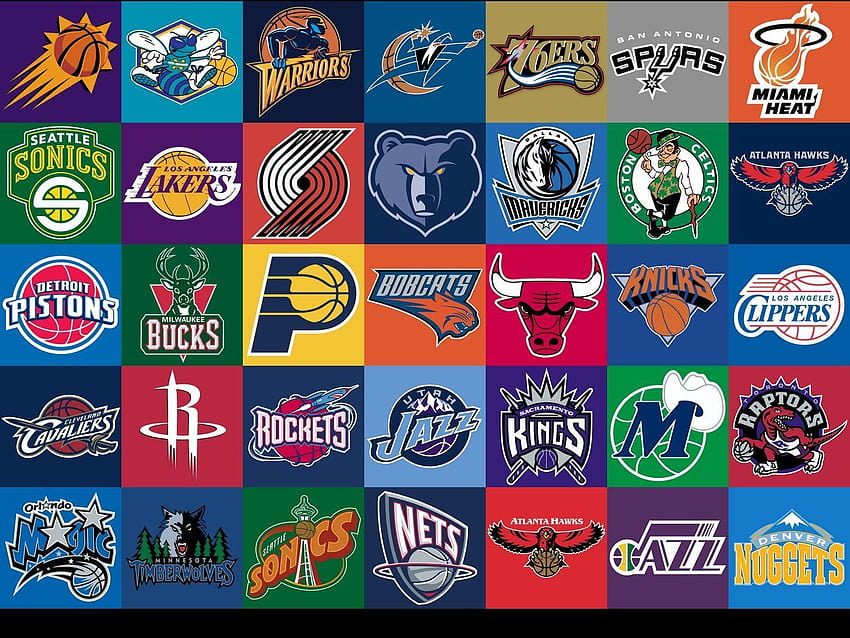 WARRIORS
W
76ERS
SAN ANTONIO
SPURS
MIAMI
HEAT
SEATTLE
SONICS
S
LOS ANGELES
LAKERS
DALLAS
MAVERICKS
BOSTON
CELTICS
ATLANTA HAWKS
DETROIT
PISTONS
MILWAUKEE
BUCKS
P
BOBCATS
KNICKS
LOS ANGELES
CLIPPERS
CLEVELAND
CAVALIERS
R
ROCKETS
UTAH
JAZZ
SACRAMENTO
KINGS
M
RAPTORS
Orlando
MAGIC
MINNESOTA
TIMBERWOLVES
SEATTLE
SONICS
NETS
ATLANTA HAWKS
JAZZ
DENVER
NUGGETS